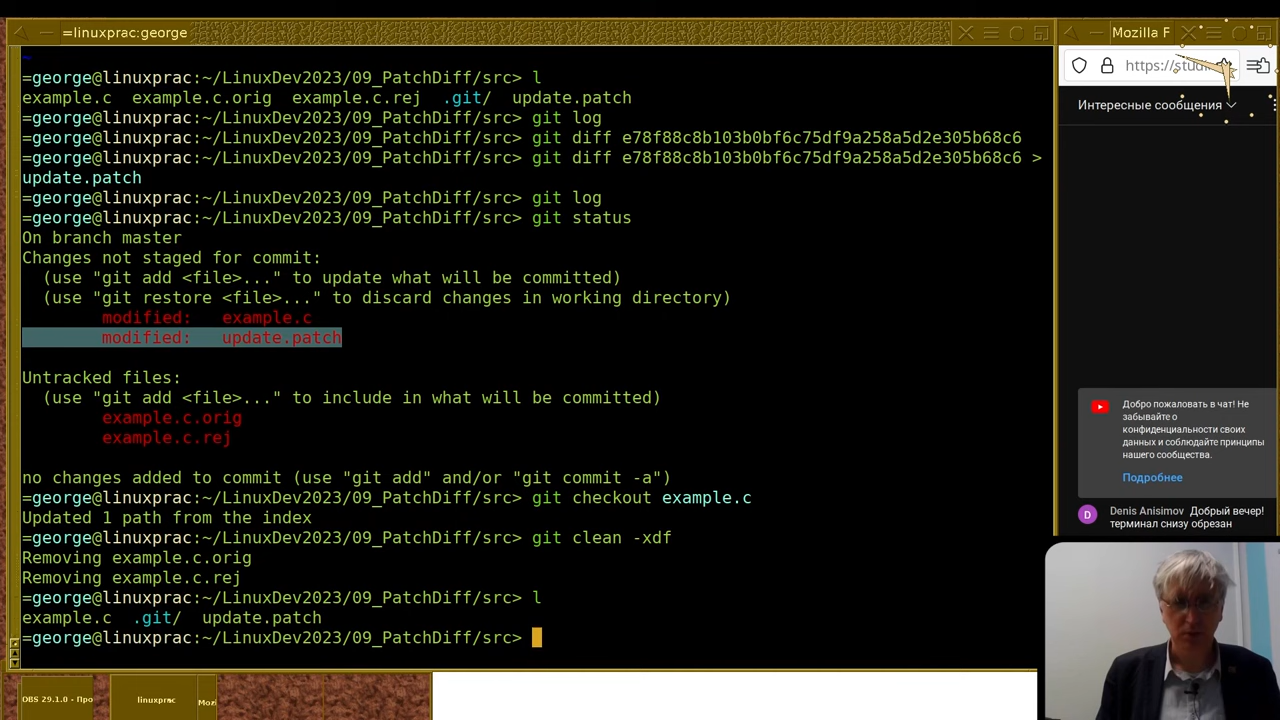 =linuxprac:george
=george@linuxprac:~/LinuxDev2023/09_PatchDiff/src> l
example.c  example.c.orig  example.c.rej  .git/  update.patch
=george@linuxprac:~/LinuxDev2023/09_PatchDiff/src> git log
=george@linuxprac:~/LinuxDev2023/09_PatchDiff/src> git diff e78f88c8b103b0bf6c75df9a258a5d2e305b68c6
=george@linuxprac:~/LinuxDev2023/09_PatchDiff/src> git diff e78f88c8b103b0bf6c75df9a258a5d2e305b68c6 >
update.patch
=george@linuxprac:~/LinuxDev2023/09_PatchDiff/src> git log
=george@linuxprac:~/LinuxDev2023/09_PatchDiff/src> git status
On branch master
Changes not staged for commit:
  (use "git add <file>..." to update what will be committed)
  (use "git restore <file>..." to discard changes in working directory)
        modified:   example.c
        modified:   update.patch
Untracked files:
  (use "git add <file>..." to include in what will be committed)
        example.c.orig
        example.c.rej
no changes added to commit (use "git add" and/or "git commit -a")
=george@linuxprac:~/LinuxDev2023/09_PatchDiff/src> git checkout example.c
Updated 1 path from the index
=george@linuxprac:~/LinuxDev2023/09_PatchDiff/src> git clean -xdf
Removing example.c.orig
Removing example.c.rej
=george@linuxprac:~/LinuxDev2023/09_PatchDiff/src> l
example.c  .git/  update.patch
=george@linuxprac:~/LinuxDev2023/09_PatchDiff/src>
Mozilla F
https://studi
Интересные сообщения
Добро пожаловать в чат! Не
забывайте о
конфиденциальности своих
данных и соблюдайте принципы
нашего сообщества.
Подробнее
D
Denis Anisimov Добрый вечер!
терминал снизу обрезан
OBS 29.1.0 - Про
linuxprac
Moz